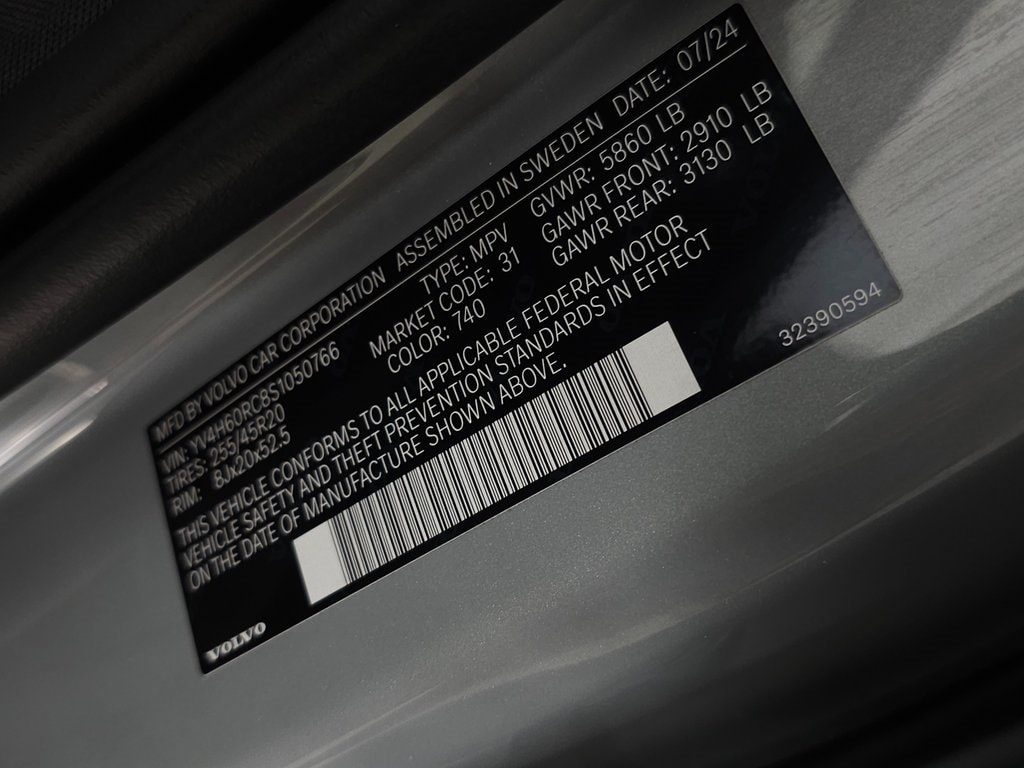 MFD BY VOLVO CAR CORPORATION ASSEMBLED IN SWEDEN DATE: 07/24
VIN: YV4H60RCBS1050766 TYPE: MPV GVWR: 5860 LB
TIRES: 255/45R20 MARKET CODE: 31 GAWR FRONT: 2910 LB
RIM: 8Jx20x52.5 COLOR: 740 GAWR REAR: 3130 LB
THIS VEHICLE CONFORMS TO ALL APPLICABLE FEDERAL MOTOR
VEHICLE SAFETY AND THEFT PREVENTION STANDARDS IN EFFECT
ON THE DATE OF MANUFACTURE SHOWN ABOVE.
VOLVO
32390594